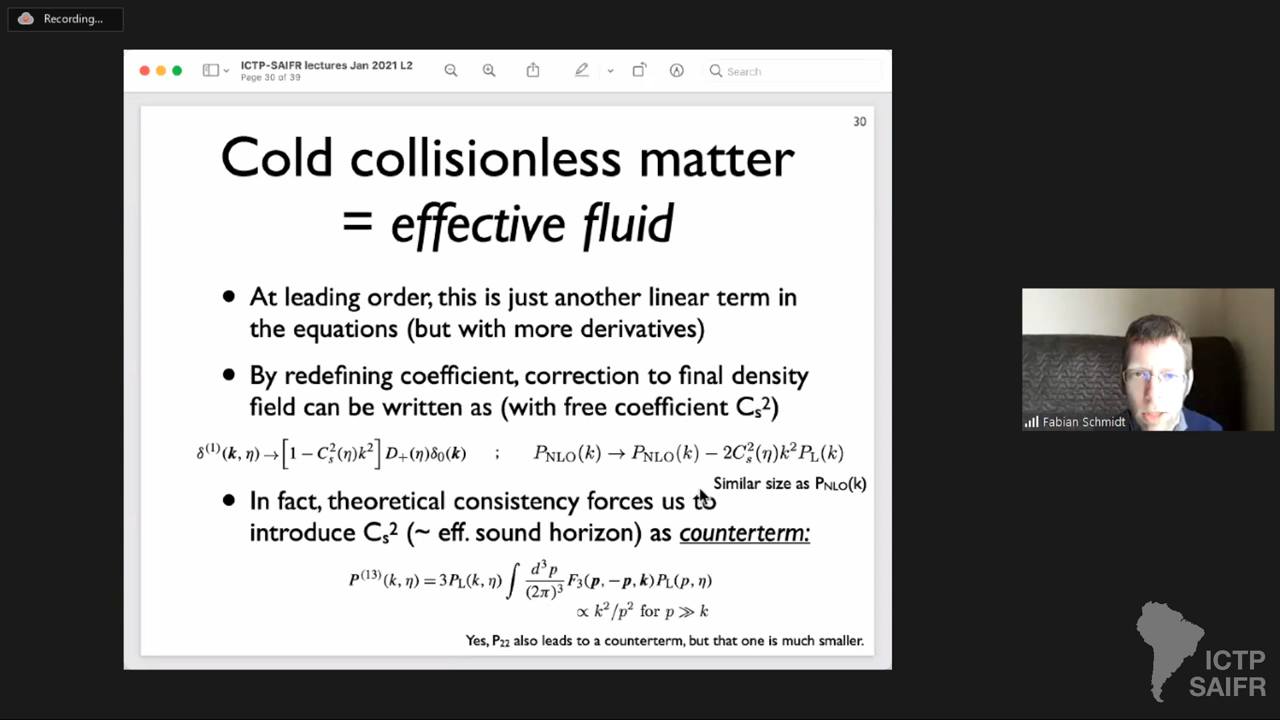 Recording...
ICTP-SAIFR lectures Jan 2021 L2
Page 30 of 39
Search
30
Cold collisionless matter
= effective fluid
• At leading order, this is just another linear term in
the equations (but with more derivatives)
• By redefining coefficient, correction to final density
field can be written as (with free coefficient Cₛ²)
δ⁽¹⁾(k, η) → [1 − Cₛ²(η)k²] D₊(η)δ₀(k) ; P_NLO(k) → P_NLO(k) − 2Cₛ²(η)k²P_L(k)
Similar size as P_NLO(k)
• In fact, theoretical consistency forces us to
introduce Cₛ² (~ eff. sound horizon) as counterterm:
P⁽¹³⁾(k, η) = 3P_L(k, η) ∫ d³p/(2π)³ F₃(p, −p, k)P_L(p, η)
∝ k²/p² for p ≫ k
Yes, P₂₂ also leads to a counterterm, but that one is much smaller.
Fabian Schmidt
ICTP
SAIFR